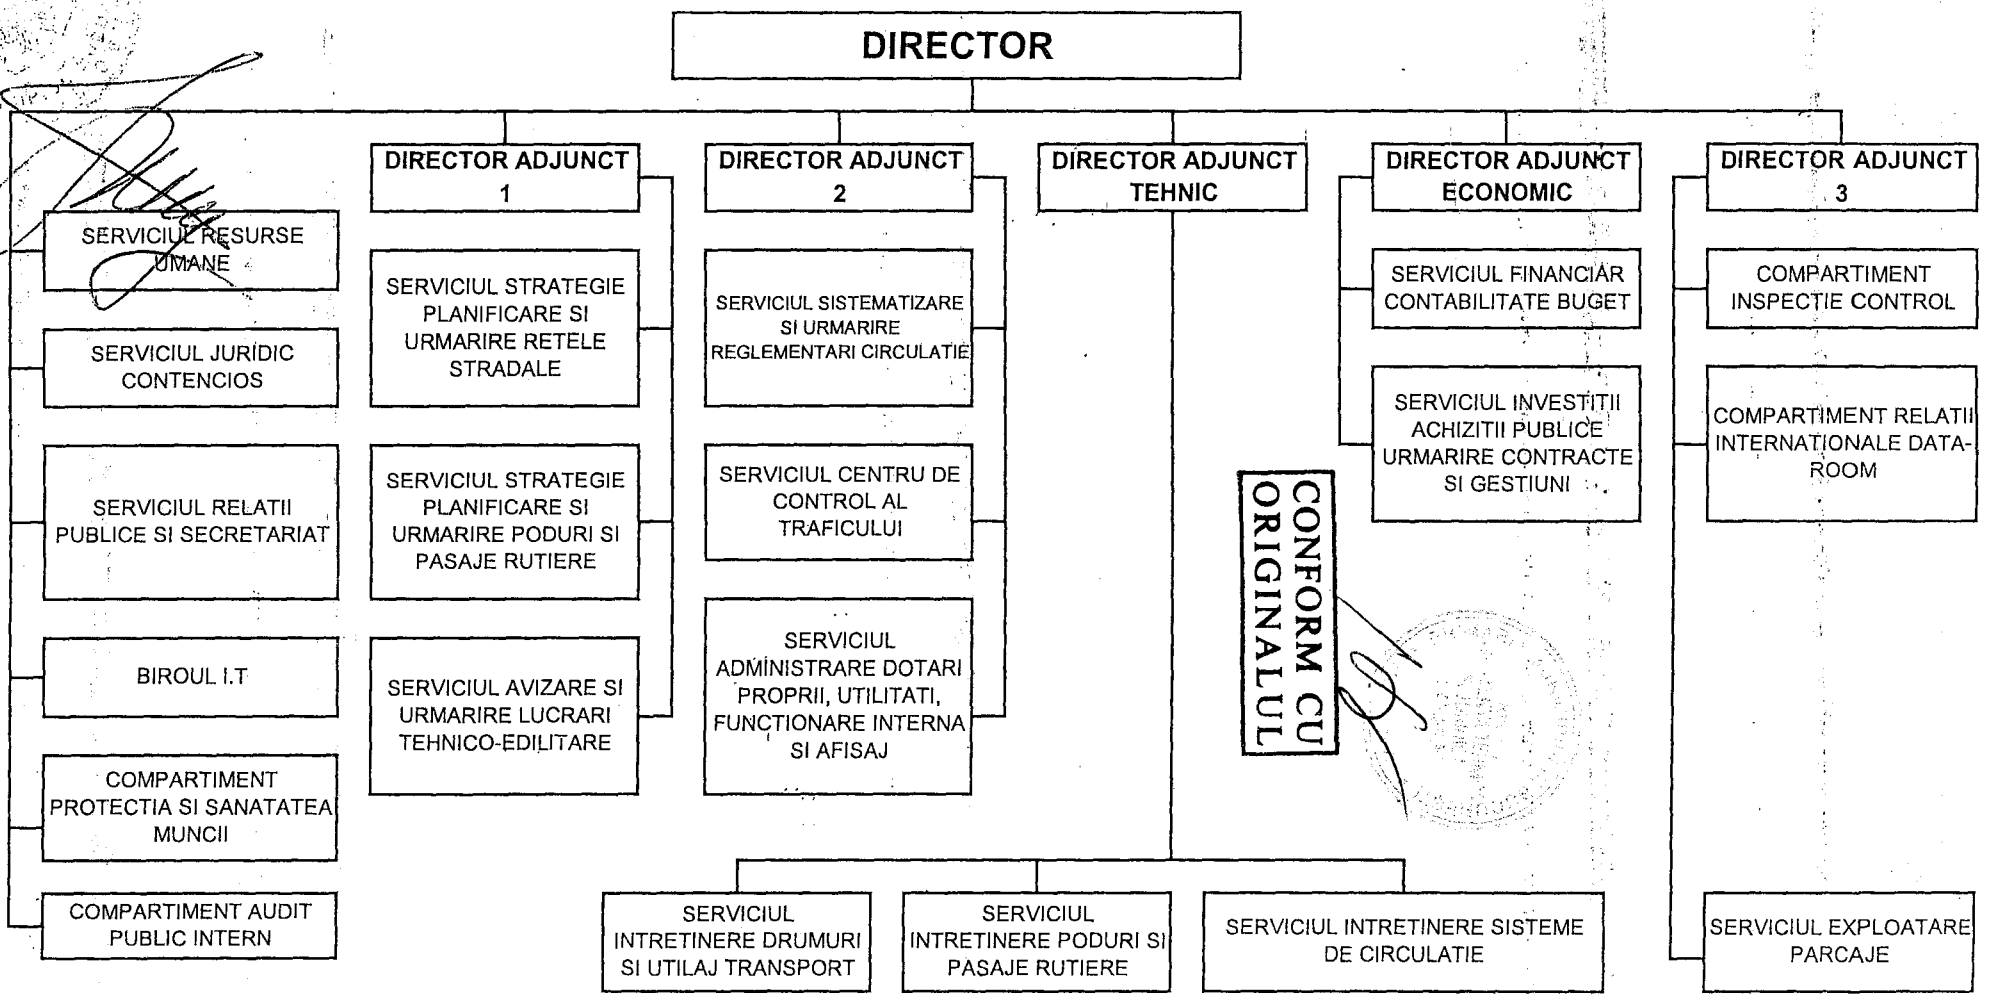 DIRECTOR
SERVICIUL RESURSE
UMANE
SERVICIUL JURIDIC
CONTENCIOS
SERVICIUL RELATII
PUBLICE SI SECRETARIAT
BIROUL I.T
COMPARTIMENT
PROTECTIA SI SANATATEA
MUNCII
COMPARTIMENT AUDIT
PUBLIC INTERN
DIRECTOR ADJUNCT
1
SERVICIUL STRATEGIE
PLANIFICARE SI
URMARIRE RETELE
STRADALE
SERVICIUL STRATEGIE
PLANIFICARE SI
URMARIRE PODURI SI
PASAJE RUTIERE
SERVICIUL AVIZARE SI
URMARIRE LUCRARI
TEHNICO-EDILITARE
DIRECTOR ADJUNCT
2
SERVICIUL SISTEMATIZARE
SI URMARIRE
REGLEMENTARI CIRCULATIE
SERVICIUL CENTRU DE
CONTROL AL
TRAFICULUI
SERVICIUL
ADMINISTRARE DOTARI
PROPRII, UTILITATI,
FUNCTIONARE INTERNA
SI AFISAJ
DIRECTOR ADJUNCT
TEHNIC
SERVICIUL
INTRETINERE DRUMURI
SI UTILAJ TRANSPORT
SERVICIUL
INTRETINERE PODURI SI
PASAJE RUTIERE
SERVICIUL INTRETINERE SISTEME
DE CIRCULATIE
DIRECTOR ADJUNCT
ECONOMIC
SERVICIUL FINANCIAR
CONTABILITATE BUGET
SERVICIUL INVESTITII
ACHIZITII PUBLICE
URMARIRE CONTRACTE
SI GESTIUNI
DIRECTOR ADJUNCT
3
COMPARTIMENT
INSPECTIE CONTROL
COMPARTIMENT RELATII
INTERNATIONALE DATA-
ROOM
SERVICIUL EXPLOATARE
PARCAJE
CONFORM CU
ORIGINALUL